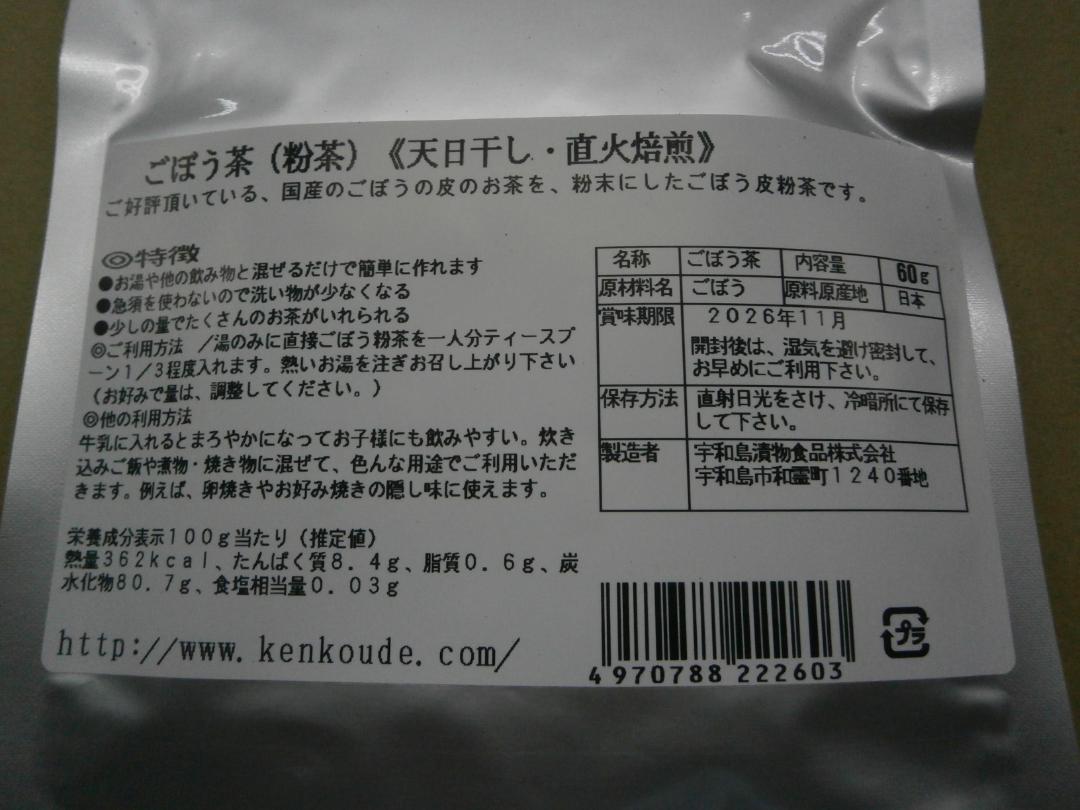 ごぼう茶(粉茶)《天日干し・直火焙煎》
ご好評頂いている、国産のごぼうの皮のお茶を、粉末にしたごぼう皮粉茶です。
◎特徴
●お湯や他の飲み物と混ぜるだけで簡単に作れます
●急須を使わないので洗い物が少なくなる
●少しの量でたくさんのお茶がいれられる
◎ご利用方法 /湯のみに直接ごぼう粉茶を一人分ティースプ
ーン1/3程度入れます。熱いお湯を注ぎお召し上がり下さい
(お好みで量は、調整してください。)
◎他の利用方法
牛乳に入れるとまろやかになってお子様にも飲みやすい。炊き
込みご飯や煮物・焼き物に混ぜて、色んな用途でご利用いただ
きます。例えば、卵焼きやお好み焼きの隠し味に使えます。
栄養成分表示100g当たり(推定値)
熱量362kcal、たんぱく質8.4g、脂質0.6g、炭
水化物80.7g、食塩相当量0.03g
http://www.kenkoude.com/
名称 ごぼう茶 内容量 60g
原材料名 ごぼう 原料原産地 日本
賞味期限 2026年11月
開封後は、湿気を避け密封して、
お早めにご利用下さい。
保存方法 直射日光をさけ、冷暗所にて保存
して下さい。
製造者 宇和島漬物食品株式会社
宇和島市和霊町1240番地
4970788222603
プラ